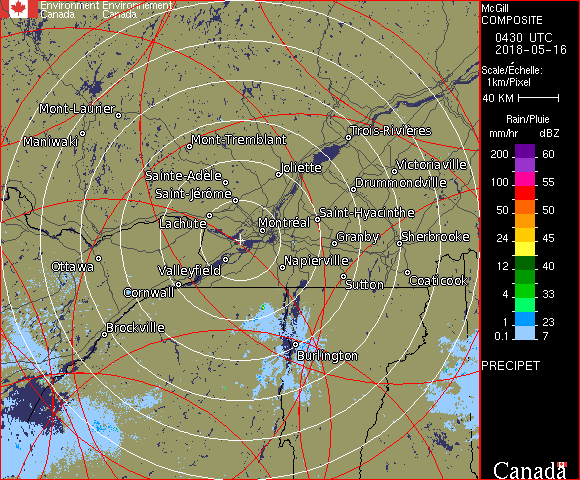 Environment Environnement
Canada Canada
McGill
COMPOSITE
0430 UTC
2018-05-16
Scale/Échelle:
1km/Pixel
40 KM
Rain/Pluie
mm/hr dBZ
200 60
100 55
50 50
24 45
12 40
4 33
1 23
0.1 7
PRECIPET
Canada
Mont-Laurier
Maniwaki
Mont-Tremblant
Trois-Rivières
Joliette
Victoriaville
Sainte-Adèle
Drummondville
Saint-Jérôme
Lachute
Montréal
Saint-Hyacinthe
Granby
Sherbrooke
Ottawa
Valleyfield
Napierville
Cornwall
Sutton
Coaticook
Brockville
Burlington